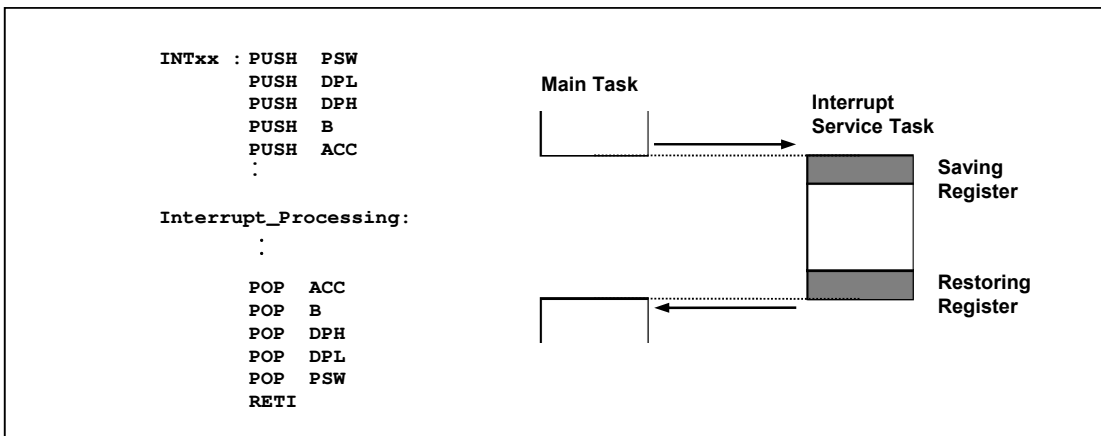 INTxx : PUSH PSW
PUSH DPL
PUSH DPH
PUSH B
PUSH ACC
:
Interrupt_Processing:
:
POP ACC
POP B
POP DPH
POP DPL
POP PSW
RETI
Main Task
Interrupt
Service Task
Saving
Register
Restoring
Register